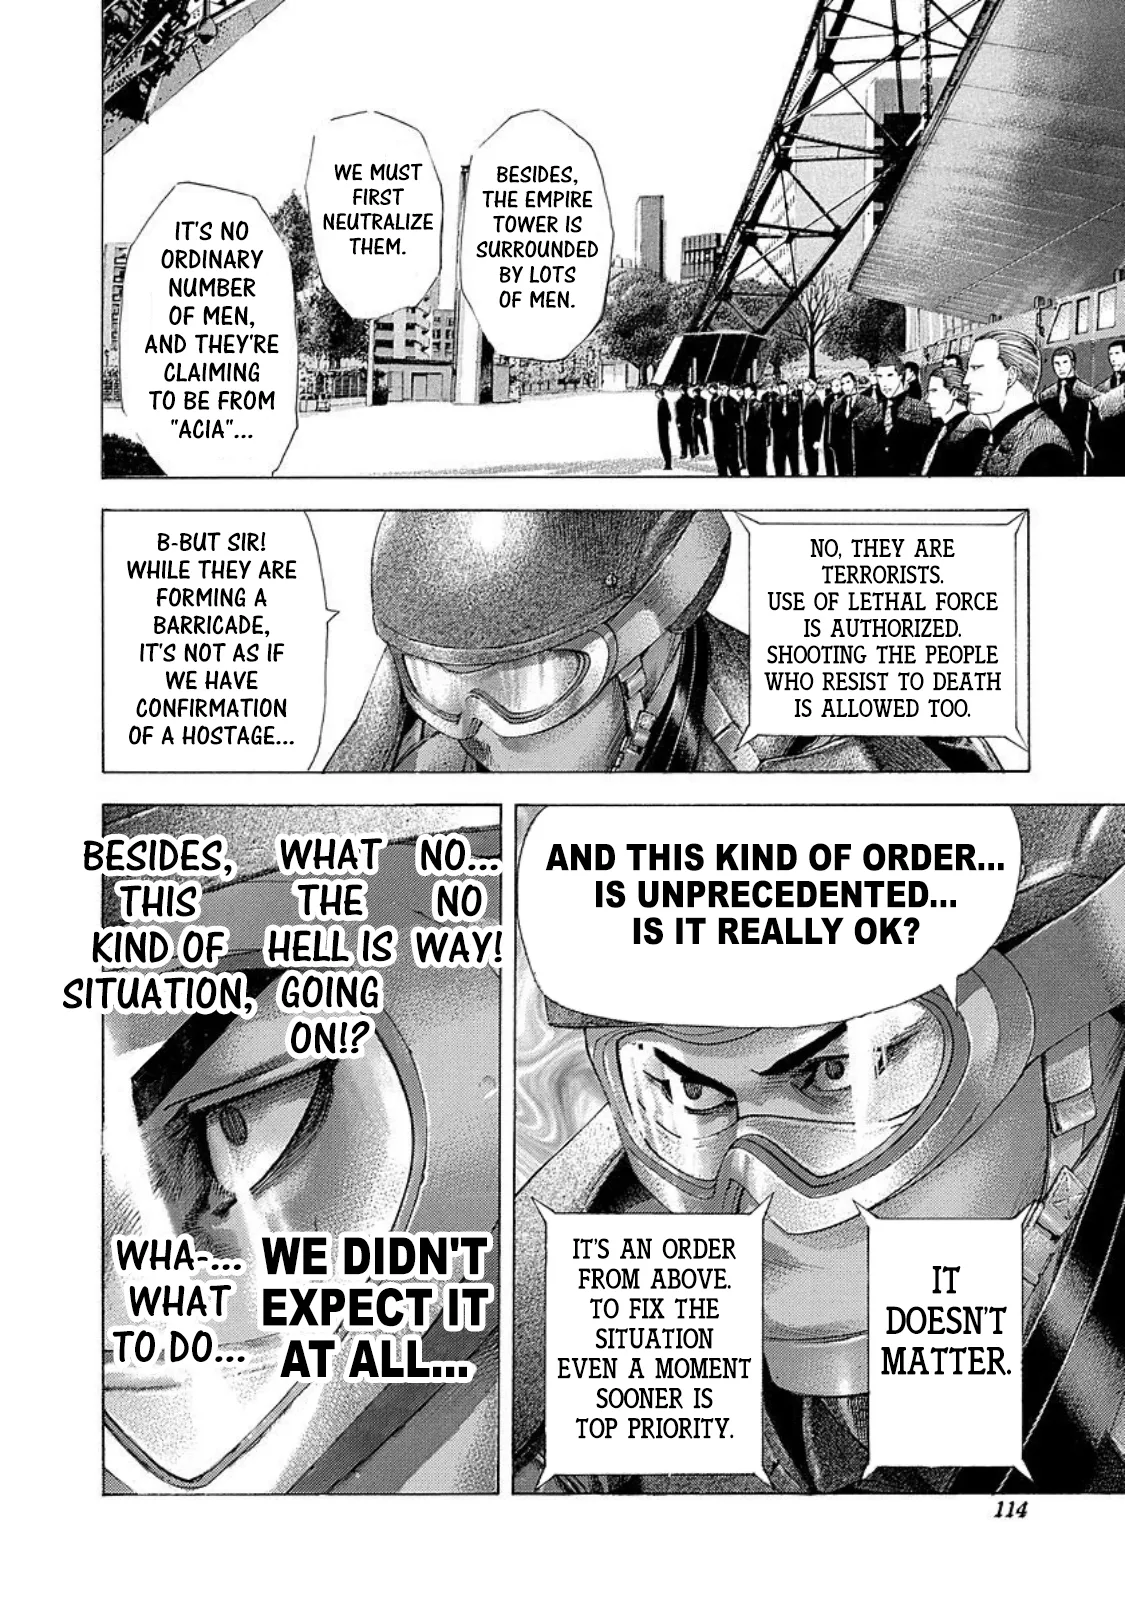 BESIDES,
THE EMPIRE
TOWER IS
SURROUNDED
BY LOTS
OF MEN.
WE MUST
FIRST
NEUTRALIZE
THEM.
IT'S NO
ORDINARY
NUMBER
OF MEN,
AND THEY'RE
CLAIMING
TO BE FROM
"ACIA"...
NO, THEY ARE
TERRORISTS.
USE OF LETHAL FORCE
IS AUTHORIZED.
SHOOTING THE PEOPLE
WHO RESIST TO DEATH
IS ALLOWED TOO.
B-BUT SIR!
WHILE THEY ARE
FORMING A
BARRICADE,
IT'S NOT AS IF
WE HAVE
CONFIRMATION
OF A HOSTAGE...
AND THIS KIND OF ORDER...
IS UNPRECEDENTED...
IS IT REALLY OK?
IT
DOESN'T
MATTER.
IT'S AN ORDER
FROM ABOVE.
TO FIX THE
SITUATION
EVEN A MOMENT
SOONER IS
TOP PRIORITY.
NO...
NO
WAY!
WHAT
THE
HELL IS
GOING
ON!?
BESIDES,
THIS
KIND OF
SITUATION,
WE DIDN'T
EXPECT IT
AT ALL...
WHA-...
WHAT
TO DO...
114